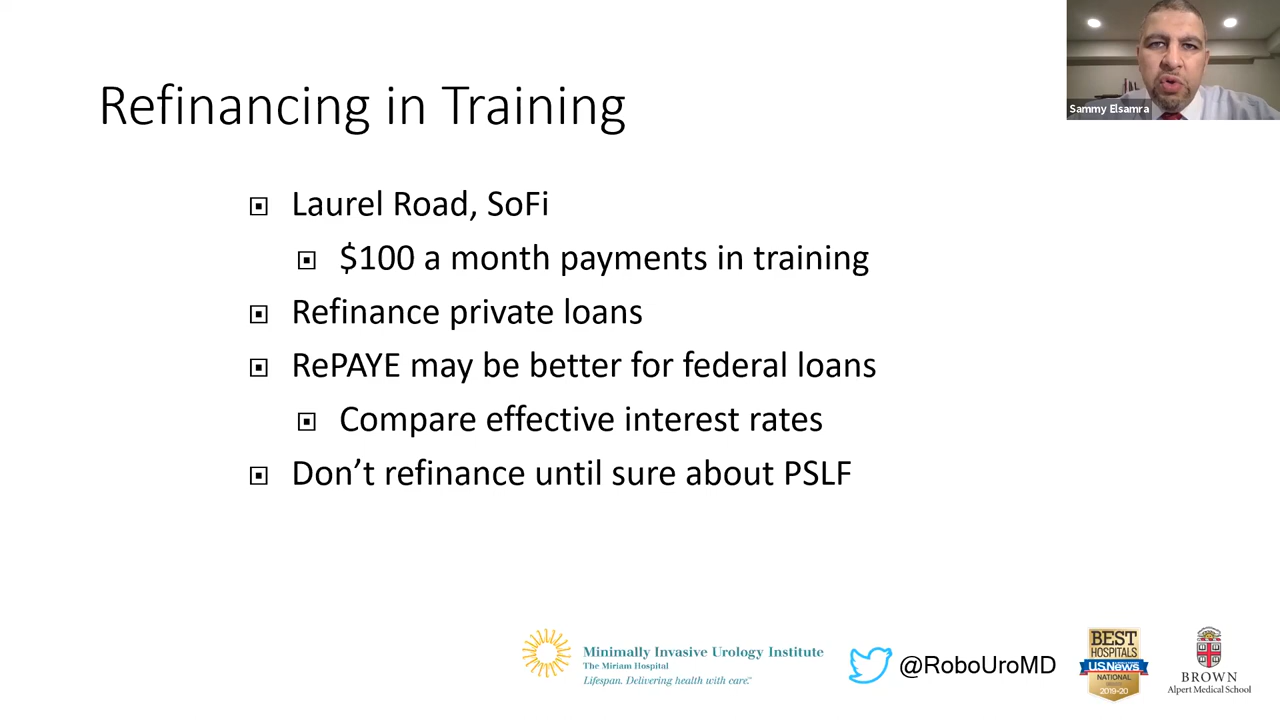 Refinancing in Training
Sammy Elsamra
Laurel Road, SoFi
$100 a month payments in training
Refinance private loans
RePAYE may be better for federal loans
Compare effective interest rates
Don’t refinance until sure about PSLF
Minimally Invasive Urology Institute
The Miriam Hospital
Lifespan. Delivering health with care.™
@RoboUroMD
BEST
HOSPITALS
U.S.News
NATIONAL
2019-20
BROWN
Alpert Medical School